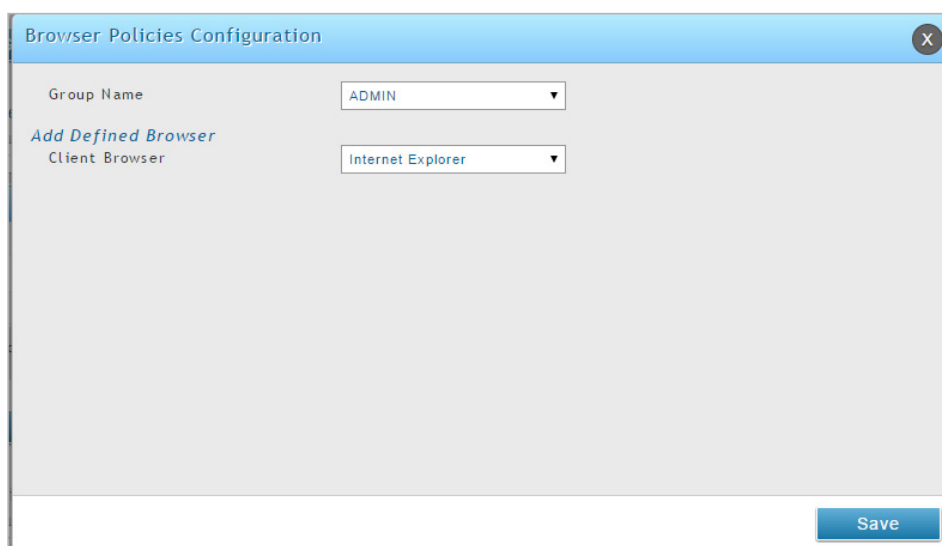 Browser Policies Configuration
X
Group Name
ADMIN
Add Defined Browser
Client Browser
Internet Explorer
Save